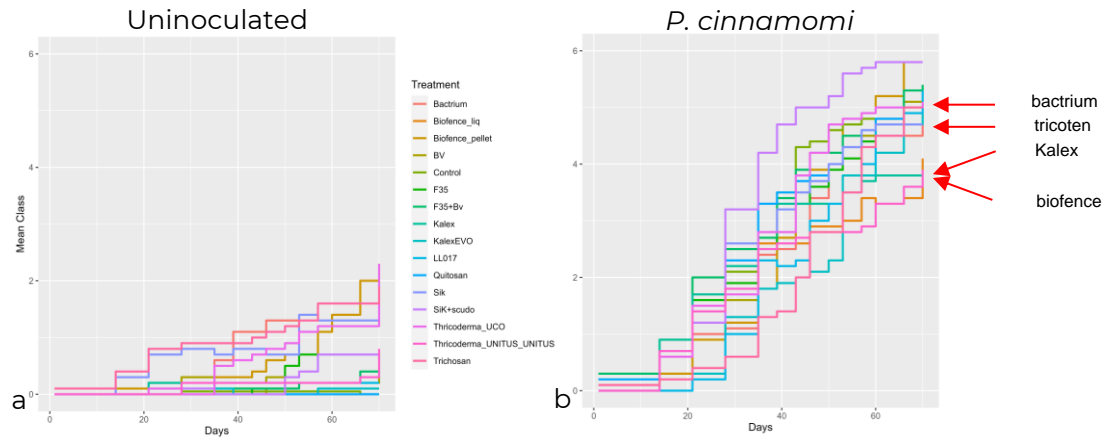 Uninoculated
P. cinnamomi
6
4
2
0
Mean Class
0
20
40
60
Days
a
Treatment
Bactrium
Biofence_liq
Biofence_pellet
BV
Control
F35
F35+Bv
Kalex
KalexEVO
LL017
Quitosan
Sik
SiK+scudo
Thricoderma_UCO
Thricoderma_UNITUS_UNITUS
Trichosan
6
4
2
0
0
20
40
60
Days
b
bactrium
tricoten
Kalex
biofence